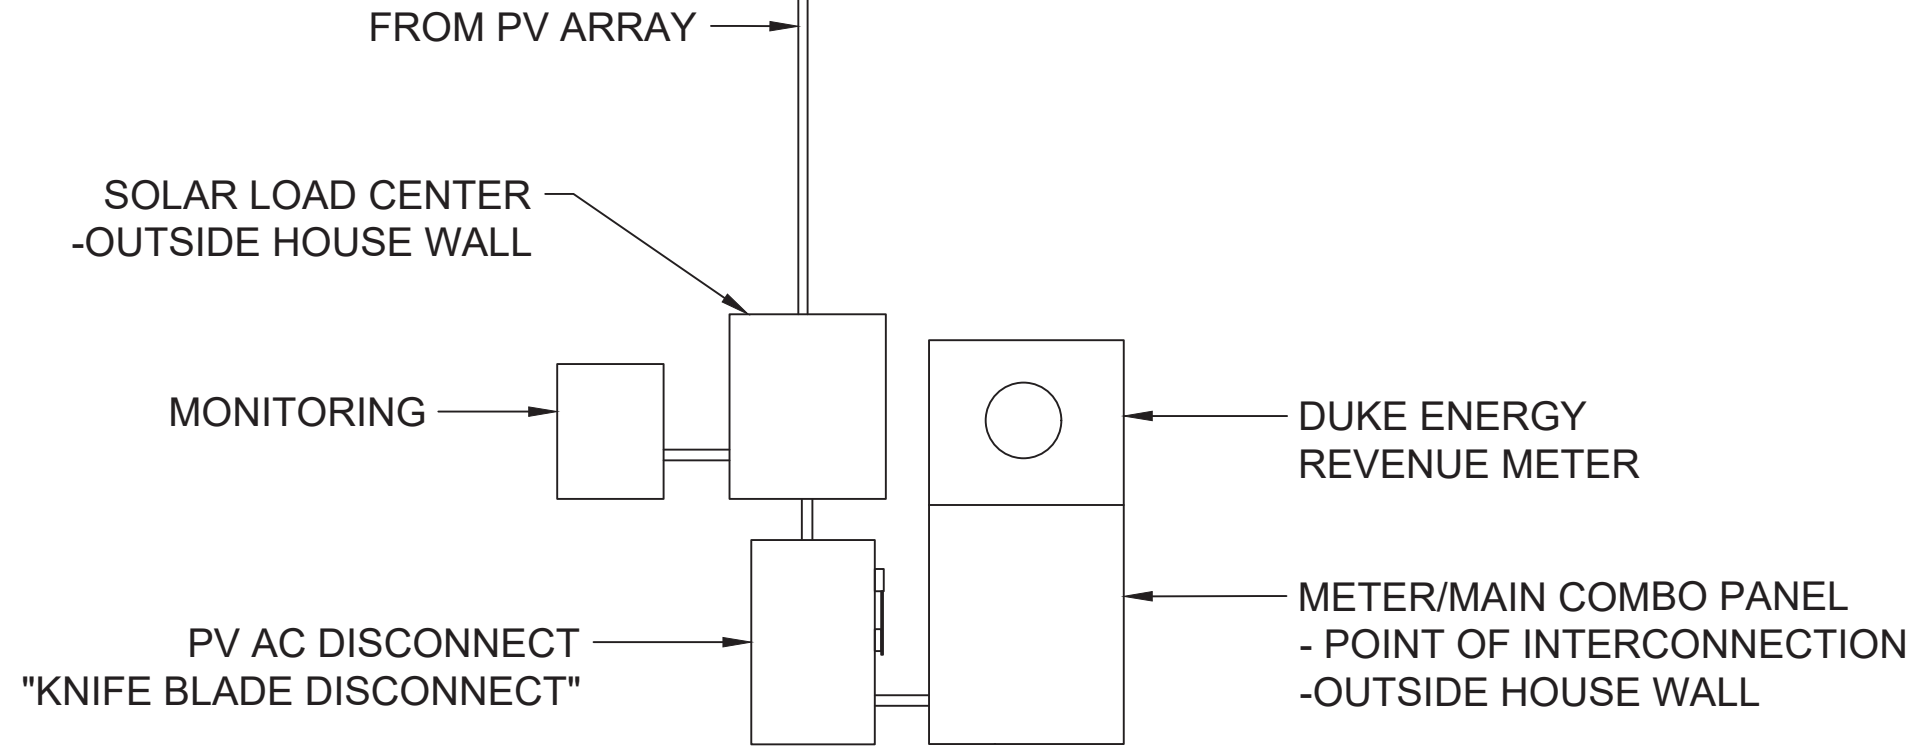 FROM PV ARRAY
SOLAR LOAD CENTER
-OUTSIDE HOUSE WALL
MONITORING
DUKE ENERGY
REVENUE METER
PV AC DISCONNECT
"KNIFE BLADE DISCONNECT"
METER/MAIN COMBO PANEL
- POINT OF INTERCONNECTION
-OUTSIDE HOUSE WALL